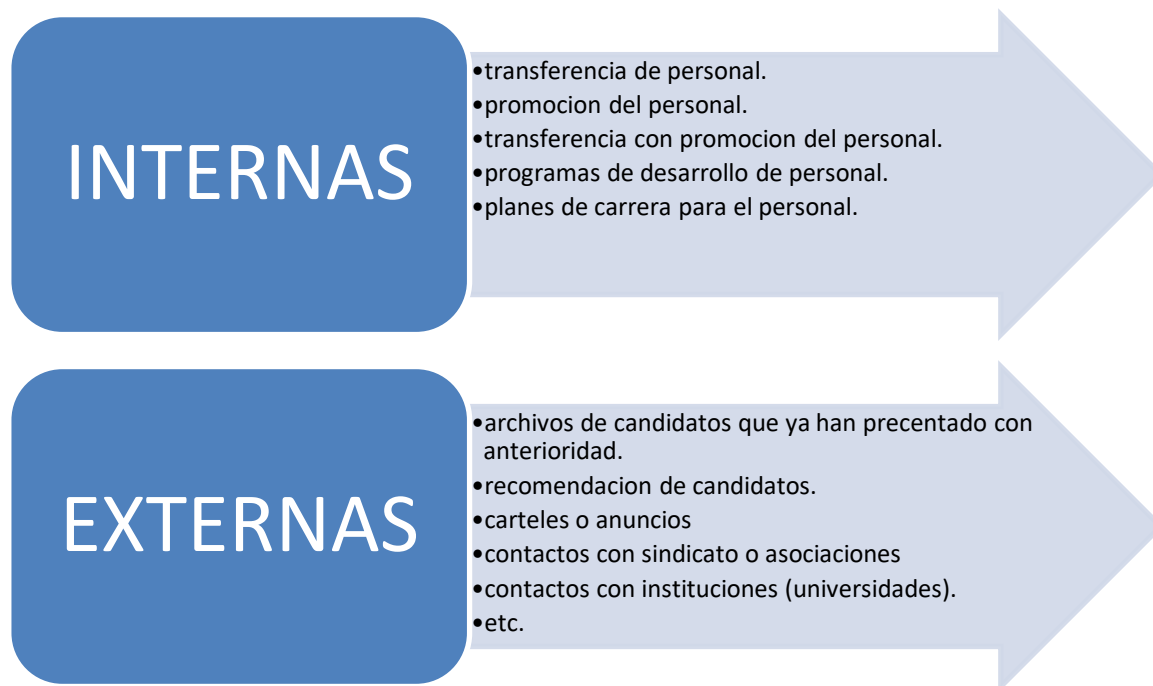 INTERNAS
•transferencia de personal.
•promocion del personal.
•transferencia con promocion del personal.
•programas de desarrollo de personal.
•planes de carrera para el personal.
EXTERNAS
•archivos de candidatos que ya han precentado con
anterioridad.
•recomendacion de candidatos.
•carteles o anuncios
•contactos con sindicato o asociaciones
•contactos con instituciones (universidades).
•etc.